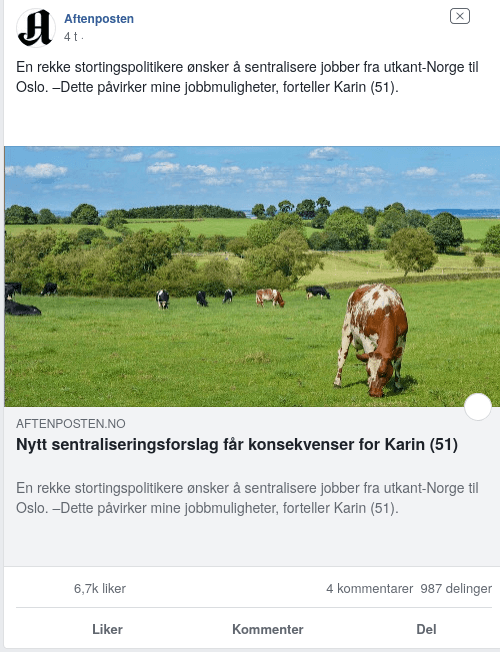 Aftenposten
4 t ·
En rekke stortingspolitikere ønsker å sentralisere jobber fra utkant-Norge til
Oslo. –Dette påvirker mine jobbmuligheter, forteller Karin (51).
AFTENPOSTEN.NO
Nytt sentraliseringsforslag får konsekvenser for Karin (51)
En rekke stortingspolitikere ønsker å sentralisere jobber fra utkant-Norge til
Oslo. –Dette påvirker mine jobbmuligheter, forteller Karin (51).
6,7k liker 4 kommentarer 987 delinger
Liker Kommenter Del